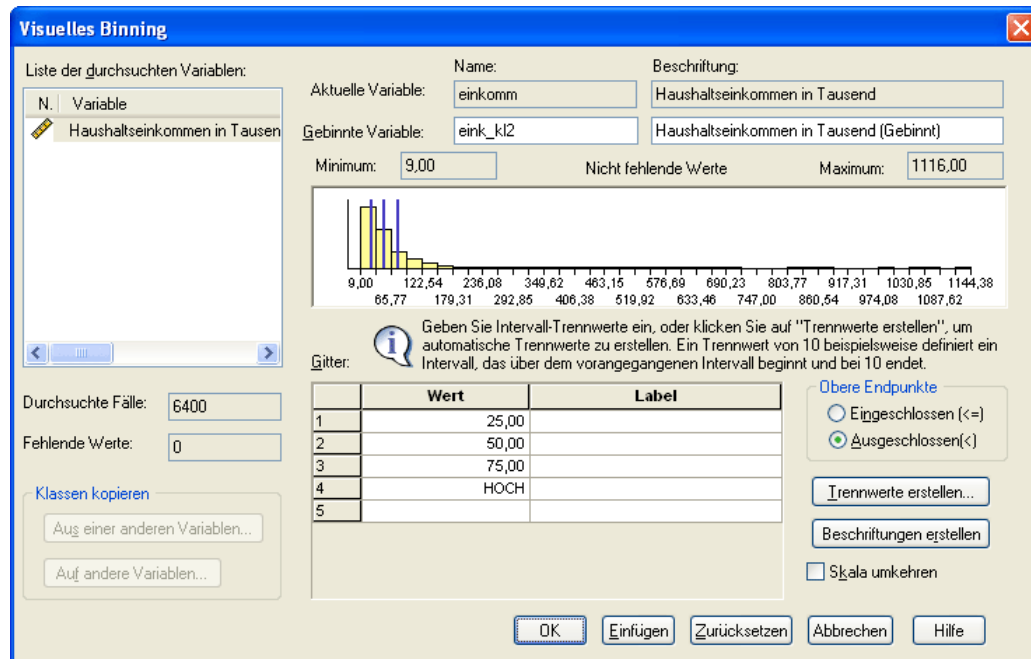 Visuelles Binning
Liste der durchsuchten Variablen:
N. Variable
Haushaltseinkommen in Tausen
Name: Beschriftung:
Aktuelle Variable: einkomm Haushaltseinkommen in Tausend
Gebinnte Variable: eink_kl2 Haushaltseinkommen in Tausend (Gebinnt)
Minimum: 9,00 Nicht fehlende Werte Maximum: 1116,00
9,00 122,54 236,08 349,62 463,15 576,69 690,23 803,77 917,31 1030,85 1144,38
65,77 179,31 292,85 406,38 519,92 633,46 747,00 860,54 974,08 1087,62
Geben Sie Intervall-Trennwerte ein, oder klicken Sie auf "Trennwerte erstellen", um
automatische Trennwerte zu erstellen. Ein Trennwert von 10 beispielsweise definiert ein
Intervall, das über dem vorangegangenen Intervall beginnt und bei 10 endet.
Gitter:
Wert Label
1 25,00
2 50,00
3 75,00
4 HOCH
5
Durchsuchte Fälle: 6400
Fehlende Werte: 0
Klassen kopieren
Aus einer anderen Variablen...
Auf andere Variablen...
Obere Endpunkte
Eingeschlossen (<=)
Ausgeschlossen(<)
Trennwerte erstellen...
Beschriftungen erstellen
Skala umkehren
OK Einfügen Zurücksetzen Abbrechen Hilfe